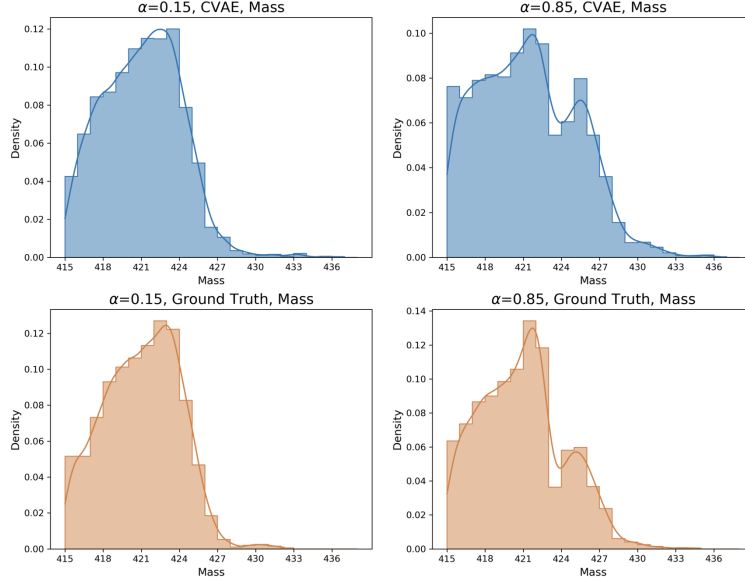 α=0.15, CVAE, Mass
0.12
0.10
0.08
0.06
0.04
0.02
0.00
Density
415 418 421 424 427 430 433 436
Mass
α=0.85, CVAE, Mass
0.10
0.08
0.06
0.04
0.02
0.00
Density
415 418 421 424 427 430 433 436
Mass
α=0.15, Ground Truth, Mass
0.12
0.10
0.08
0.06
0.04
0.02
0.00
Density
415 418 421 424 427 430 433 436
Mass
α=0.85, Ground Truth, Mass
0.14
0.12
0.10
0.08
0.06
0.04
0.02
0.00
Density
415 418 421 424 427 430 433 436
Mass